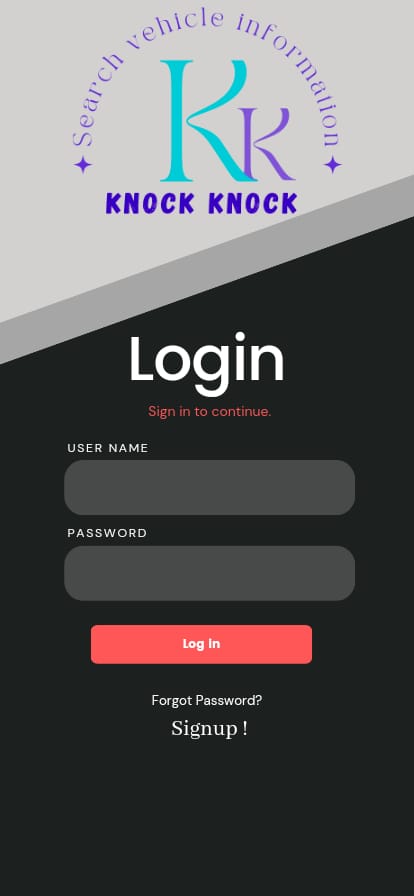 Search vehicle information
Kk
KNOCK KNOCK
Login
Sign in to continue.
USER NAME
PASSWORD
Log In
Forgot Password?
Signup !